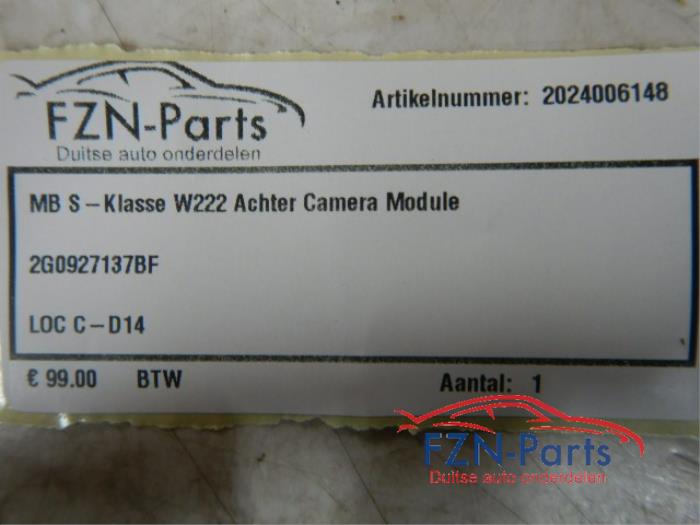 FZN-Parts
Duitse auto onderdelen
Artikelnummer: 2024006148
MB S-Klasse W222 Achter Camera Module
2G0927137BF
LOC C-D14
€ 99.00 BTW Aantal: 1
FZN-Parts
Duitse auto onderdelen